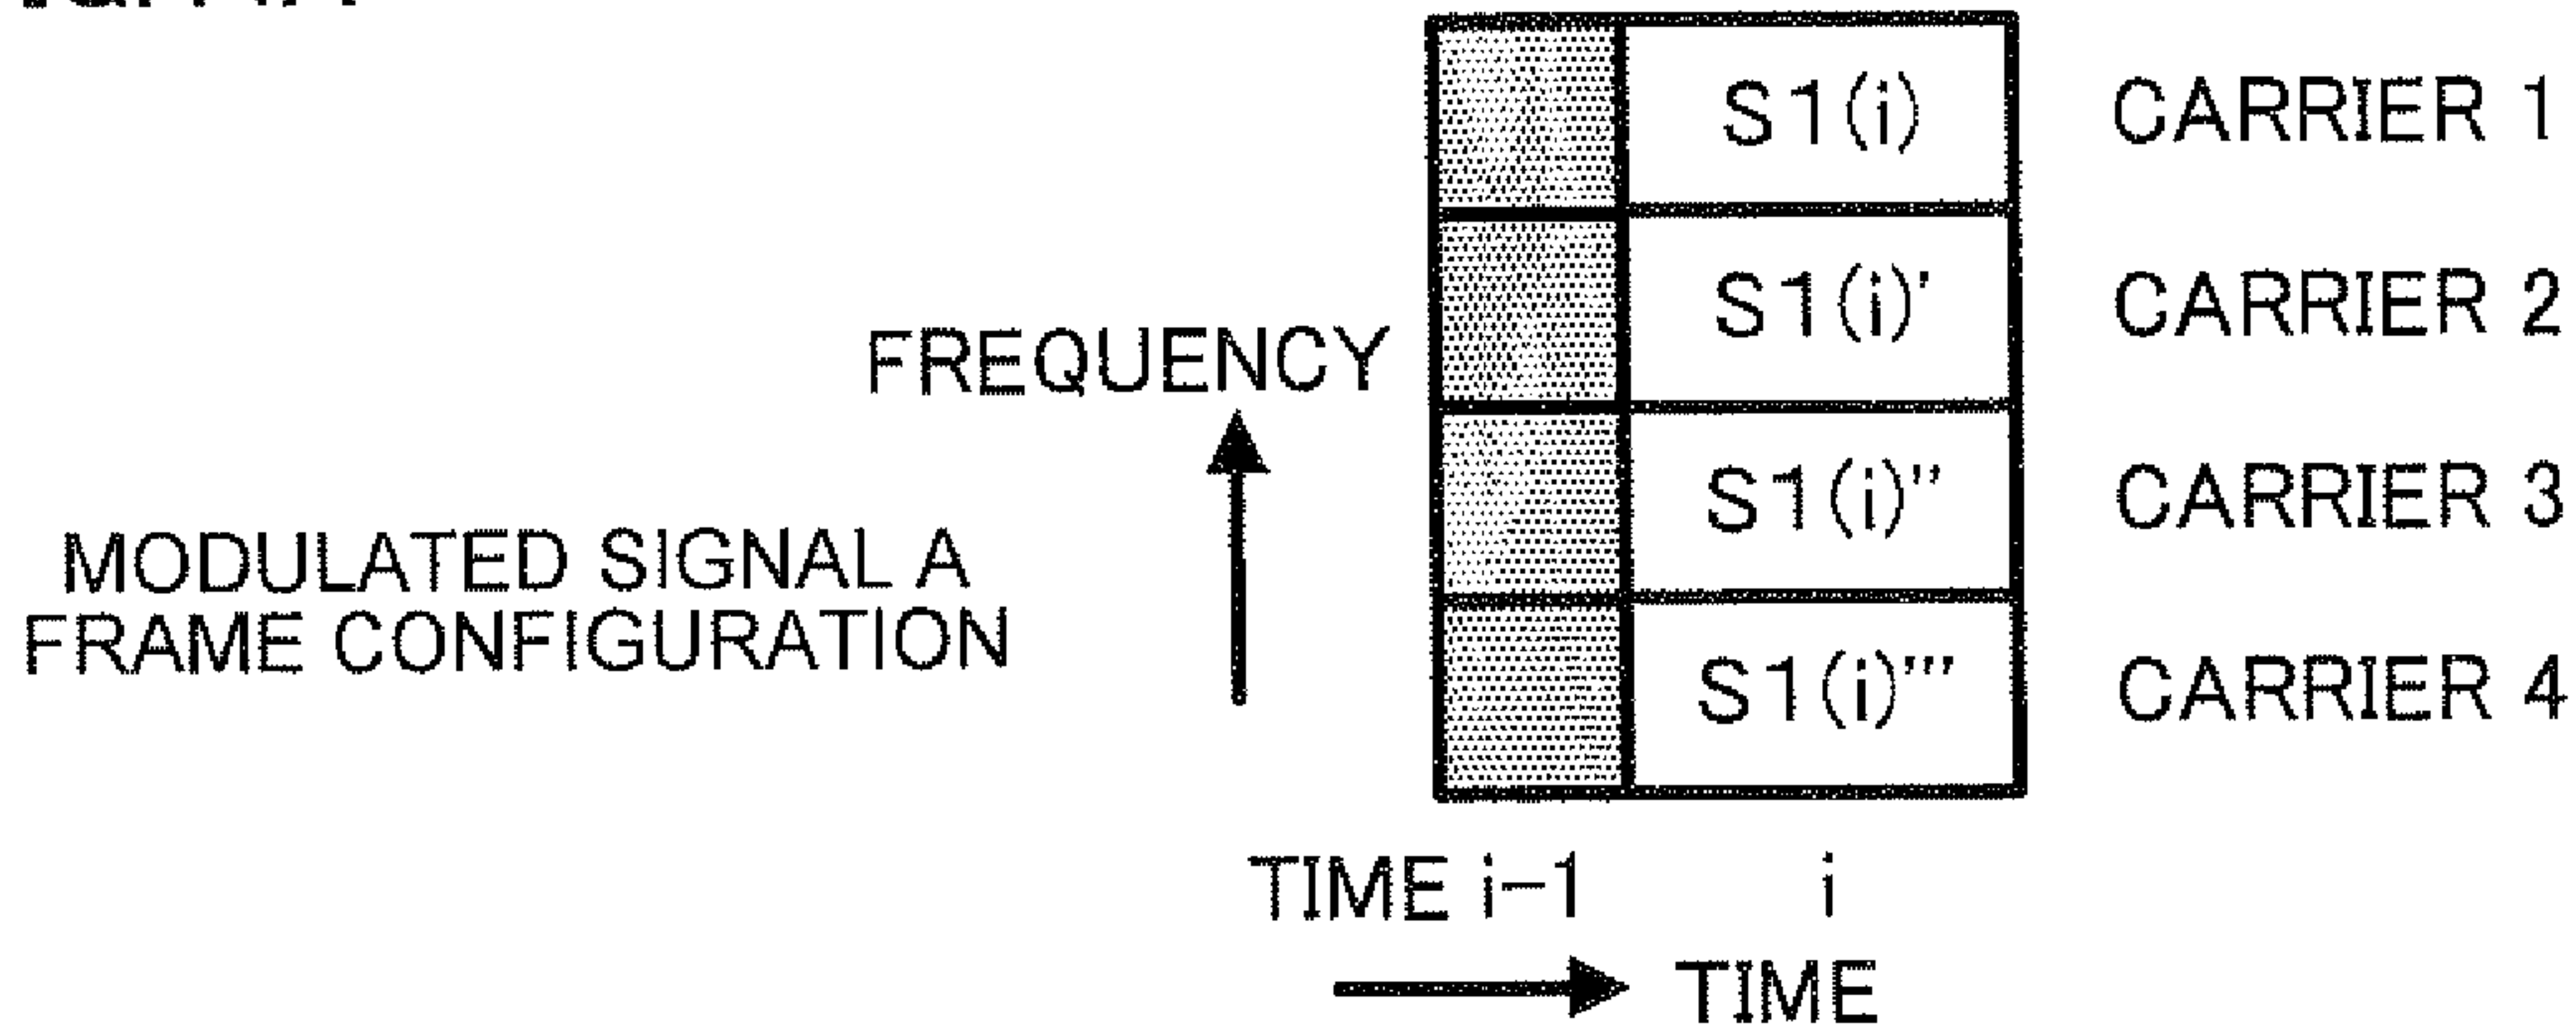 S1(i) CARRIER 1
S1(i)' CARRIER 2
FREQUENCY
S1(i)'' CARRIER 3
MODULATED SIGNAL A
FRAME CONFIGURATION
S1(i)''' CARRIER 4
TIME i-1 i
TIME